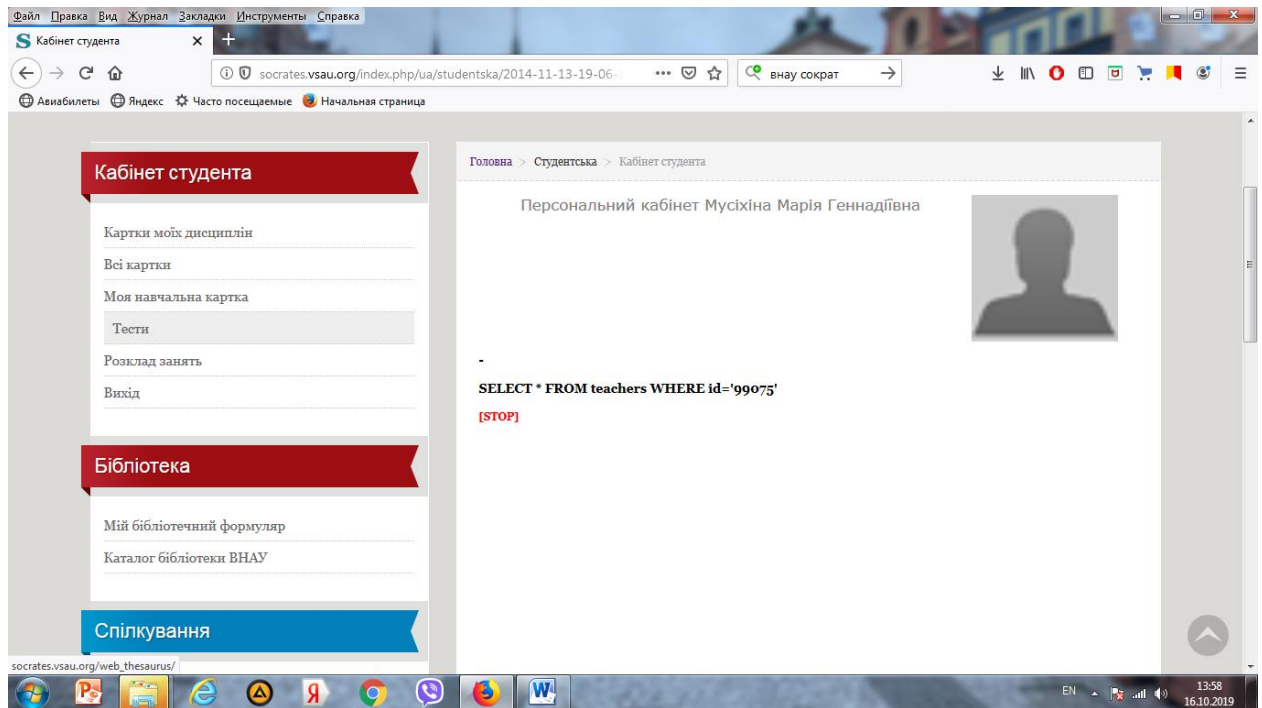 Файл Правка Вид Журнал Закладки Инструменты Справка
S Кабінет студента
socrates.vsau.org/index.php/ua/studentska/2014-11-13-19-06-
внау сократ
Авиабилеты Яндекс Часто посещаемые Начальная страница
Кабінет студента
Картки моїх дисциплін
Всі картки
Моя навчальна картка
Тести
Розклад занять
Вихід
Бібліотека
Мій бібліотечний формуляр
Каталог бібліотеки ВНАУ
Спілкування
Головна > Студентська > Кабінет студента
Персональний кабінет Мусіхіна Марія Геннадіївна
-
SELECT * FROM teachers WHERE id='99075'
[STOP]
socrates.vsau.org/web_thesaurus/
EN
13:58
16.10.2019